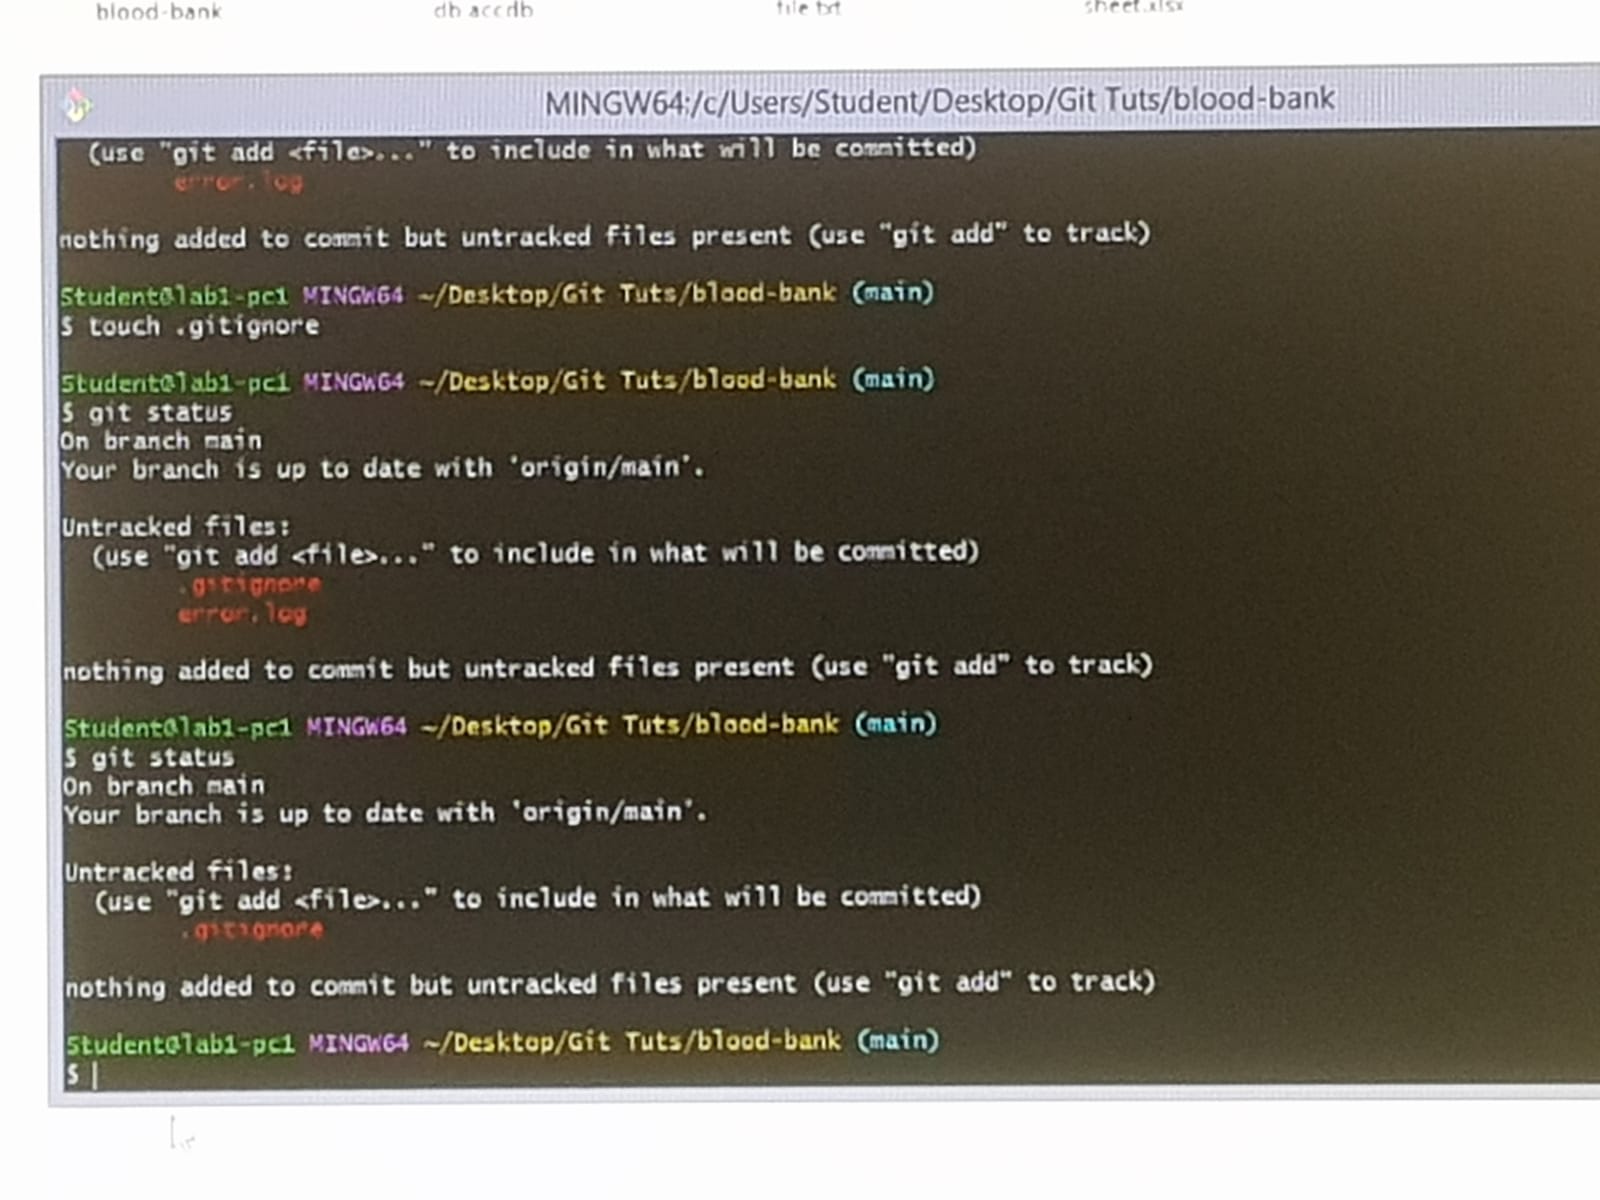 blood-bank db.accdb file.txt sheet.xlsx
MINGW64:/c/Users/Student/Desktop/Git Tuts/blood-bank
(use "git add <file>..." to include in what will be committed)
error.log
nothing added to commit but untracked files present (use "git add" to track)
Student@lab1-pc1 MINGW64 ~/Desktop/Git Tuts/blood-bank (main)
$ touch .gitignore
Student@lab1-pc1 MINGW64 ~/Desktop/Git Tuts/blood-bank (main)
$ git status
On branch main
Your branch is up to date with 'origin/main'.
Untracked files:
(use "git add <file>..." to include in what will be committed)
.gitignore
error.log
nothing added to commit but untracked files present (use "git add" to track)
Student@lab1-pc1 MINGW64 ~/Desktop/Git Tuts/blood-bank (main)
$ git status
On branch main
Your branch is up to date with 'origin/main'.
Untracked files:
(use "git add <file>..." to include in what will be committed)
.gitignore
nothing added to commit but untracked files present (use "git add" to track)
Student@lab1-pc1 MINGW64 ~/Desktop/Git Tuts/blood-bank (main)
$